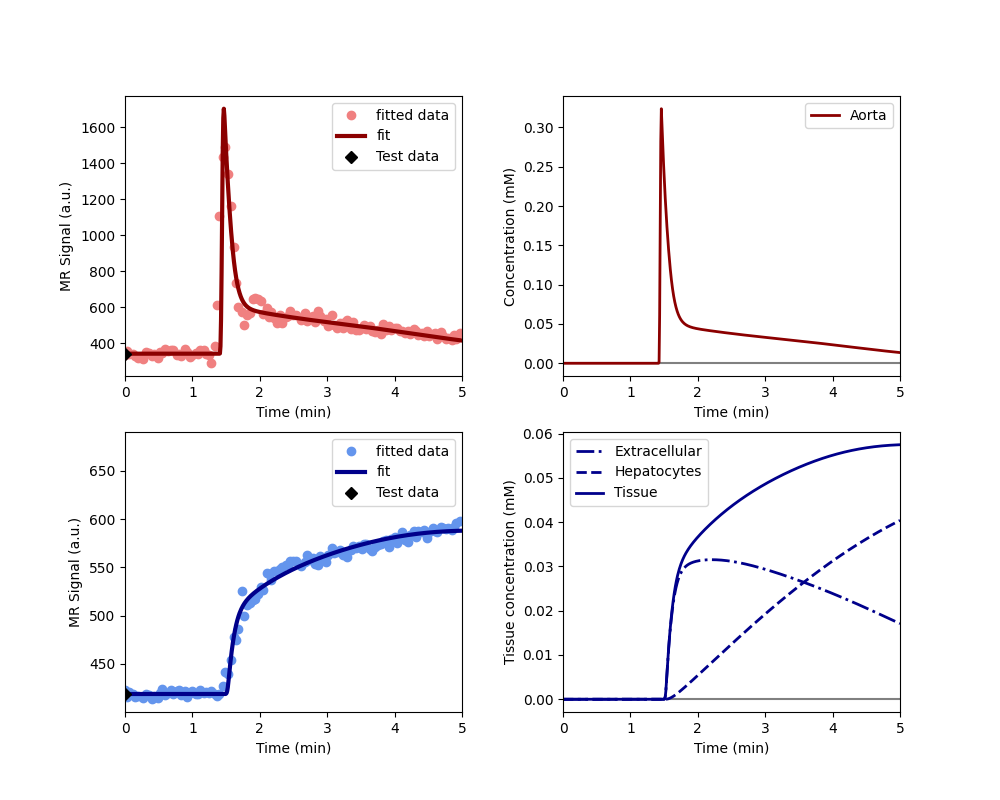 MR Signal (a.u.)
1600
1400
1200
1000
800
600
400
0 1 2 3 4 5
Time (min)
fitted data
fit
Test data
Concentration (mM)
0.30
0.25
0.20
0.15
0.10
0.05
0.00
0 1 2 3 4 5
Time (min)
Aorta
MR Signal (a.u.)
650
600
550
500
450
0 1 2 3 4 5
Time (min)
fitted data
fit
Test data
Tissue concentration (mM)
0.06
0.05
0.04
0.03
0.02
0.01
0.00
0 1 2 3 4 5
Time (min)
Extracellular
Hepatocytes
Tissue